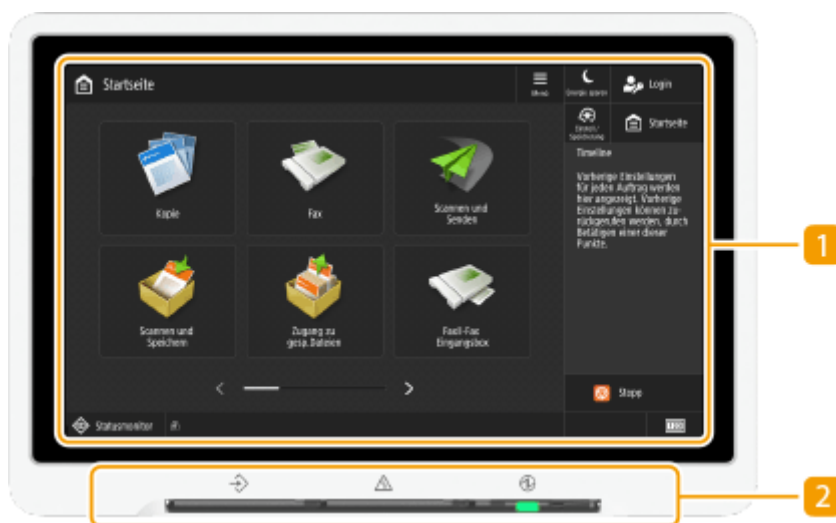 Startseite
Menü
Energie sparen
Login
Einstell./
Speicherung
Startseite
Timeline
Vorherige Einstellungen
für jeden Auftrag werden
hier angezeigt. Vorherige
Einstellungen können zu-
rückgerufen werden, durch
Betätigen einer dieser
Punkte.
Kopie
Fax
Scannen und
Senden
Scannen und
Speichern
Zugang zu
gesp.Dateien
Fax/I-Fax
Eingangsbox
Stopp
Statusmonitor
1
2